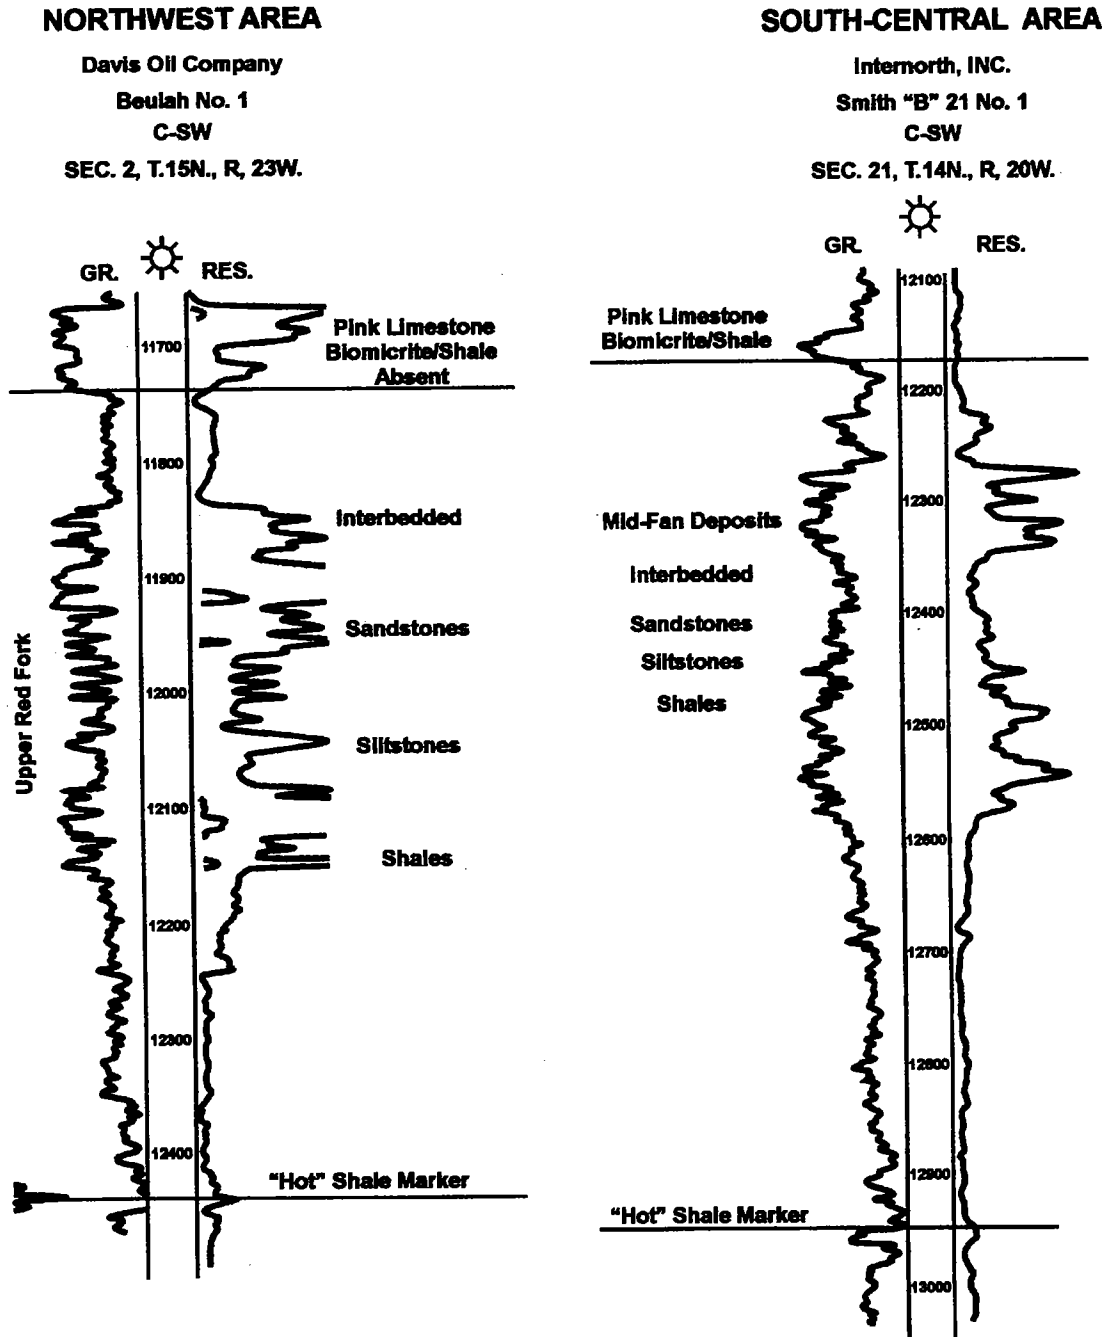 NORTHWEST AREA
Davis Oil Company
Beulah No. 1
C-SW
SEC. 2, T.15N., R, 23W.
GR.
RES.
Pink Limestone
Biomicrite/Shale
Absent
11700
11800
Interbedded
11900
Sandstones
12000
Siltstones
12100
Shales
12200
12300
12400
"Hot" Shale Marker
Upper Red Fork
SOUTH-CENTRAL AREA
Internorth, INC.
Smith "B" 21 No. 1
C-SW
SEC. 21, T.14N., R, 20W.
GR.
RES.
12100
Pink Limestone
Biomicrite/Shale
12200
12300
Mid-Fan Deposits
Interbedded
12400
Sandstones
Siltstones
Shales
12500
12600
12700
12800
12900
"Hot" Shale Marker
13000